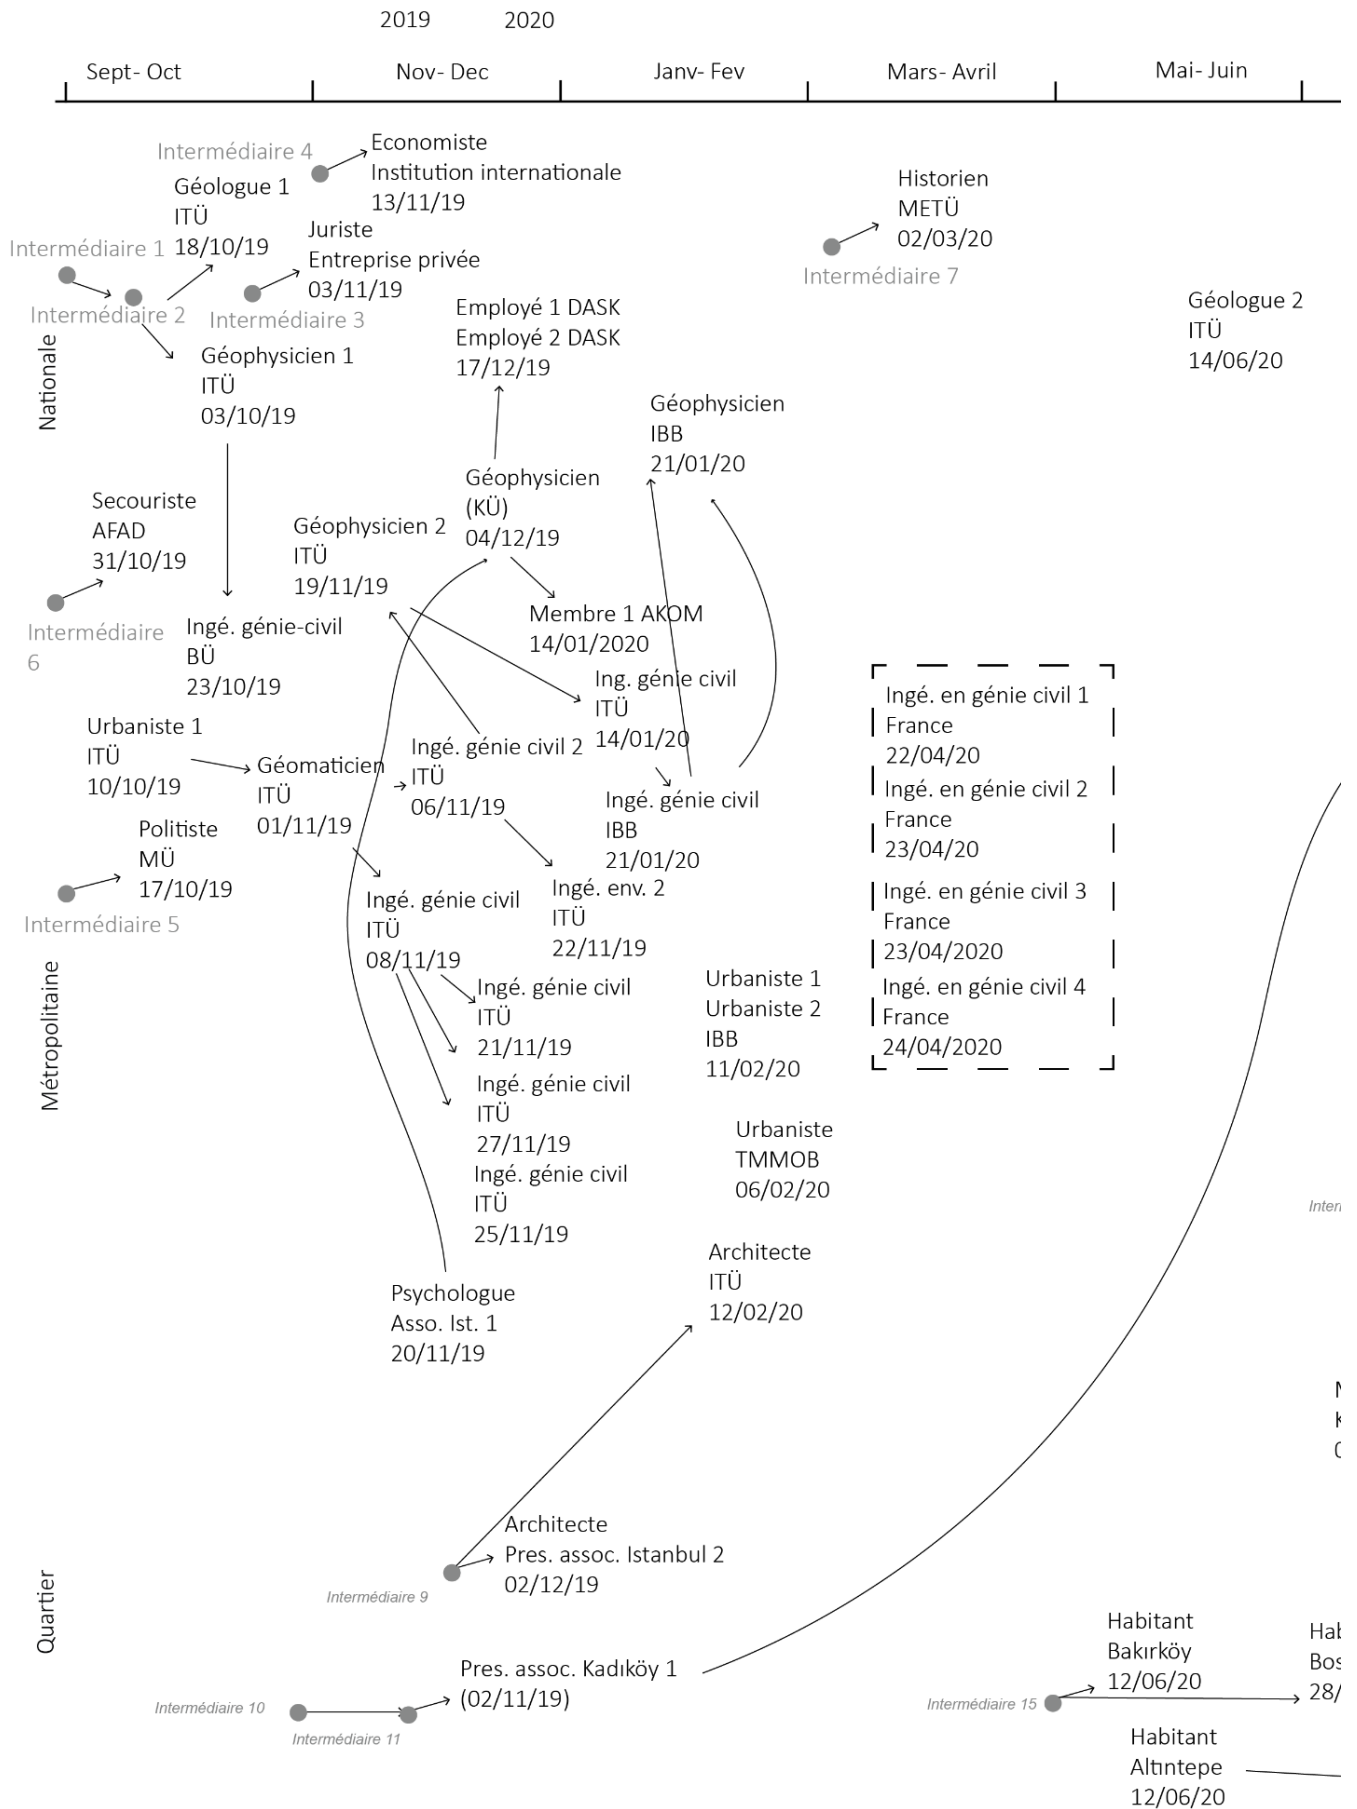 2019
2020
Sept- Oct
Nov- Dec
Janv- Fev
Mars- Avril
Mai- Juin
Intermédiaire 4
Economiste
Institution internationale
13/11/19
Géologue 1
ITÜ
18/10/19
Historien
METÜ
02/03/20
Intermédiaire 7
Juriste
Entreprise privée
03/11/19
Intermédiaire 1
Intermédiaire 2
Intermédiaire 3
Nationale
Employé 1 DASK
Employé 2 DASK
17/12/19
Géologue 2
ITÜ
14/06/20
Géophysicien 1
ITÜ
03/10/19
Géophysicien
IBB
21/01/20
Géophysicien
(KÜ)
04/12/19
Secouriste
AFAD
31/10/19
Géophysicien 2
ITÜ
19/11/19
Intermédiaire
6
Ingé. génie-civil
BÜ
23/10/19
Membre 1 AKOM
14/01/2020
Ing. génie civil
ITÜ
14/01/20
Ingé. en génie civil 1
France
22/04/20
Ingé. en génie civil 2
France
23/04/20
Ingé. en génie civil 3
France
23/04/2020
Ingé. en génie civil 4
France
24/04/2020
Urbaniste 1
ITÜ
10/10/19
Géomaticien
ITÜ
01/11/19
Ingé. génie civil 2
ITÜ
06/11/19
Ingé. génie civil
IBB
21/01/20
Politiste
MÜ
17/10/19
Intermédiaire 5
Ingé. génie civil
ITÜ
08/11/19
Ingé. env. 2
ITÜ
22/11/19
Métropolitaine
Ingé. génie civil
ITÜ
21/11/19
Urbaniste 1
Urbaniste 2
IBB
11/02/20
Ingé. génie civil
ITÜ
27/11/19
Urbaniste
TMMOB
06/02/20
Ingé. génie civil
ITÜ
25/11/19
Architecte
ITÜ
12/02/20
Psychologue
Asso. Ist. 1
20/11/19
Quartier
Architecte
Pres. assoc. Istanbul 2
02/12/19
Intermédiaire 9
Pres. assoc. Kadıköy 1
(02/11/19)
Intermédiaire 10
Intermédiaire 11
Habitant
Bakırköy
12/06/20
Intermédiaire 15
28/
Habitant
Altıntepe
12/06/20